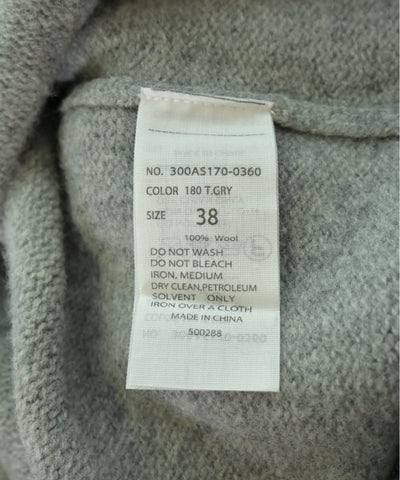 NO. 300AS170-0360
COLOR 180 T.GRY
SIZE 38
100% Wool
DO NOT WASH
DO NOT BLEACH
IRON, MEDIUM
DRY CLEAN,PETROLEUM
SOLVENT ONLY
IRON OVER A CLOTH
MADE IN CHINA
500288